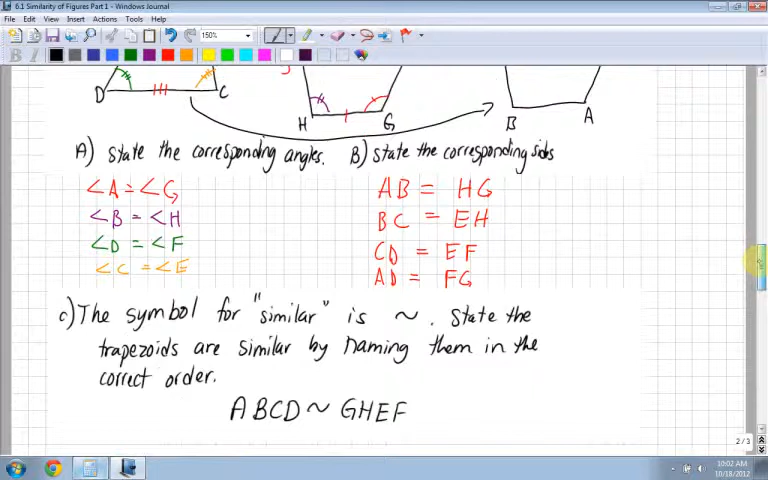 6.1 Similarity of Figures Part 1 - Windows Journal
File Edit View Insert Actions Tools Help
150%
B I
D C
H G
B A
A) State the corresponding angles. B) State the corresponding sides
∠A = ∠G AB = HG
∠B = ∠H BC = EH
∠D = ∠F CD = EF
∠C = ∠E AD = FG
c) The symbol for "similar" is ~. State the
trapezoids are similar by naming them in the
correct order.
ABCD ~ GHEF
2 / 3
10:02 AM
10/18/2012